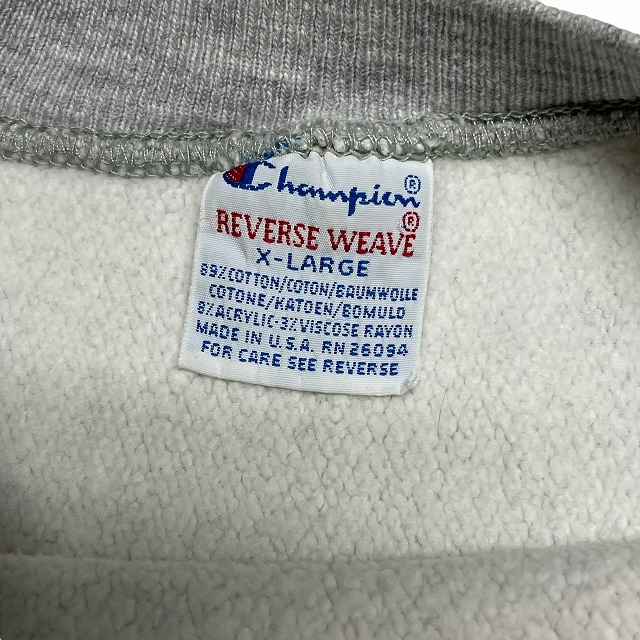 Champion®
REVERSE WEAVE®
X-LARGE
89%COTTON/COTON/BAUMWOLLE
COTONE/KATOEN/BOMULD
8%ACRYLIC-3%VISCOSE RAYON
MADE IN U.S.A. RN 26094
FOR CARE SEE REVERSE